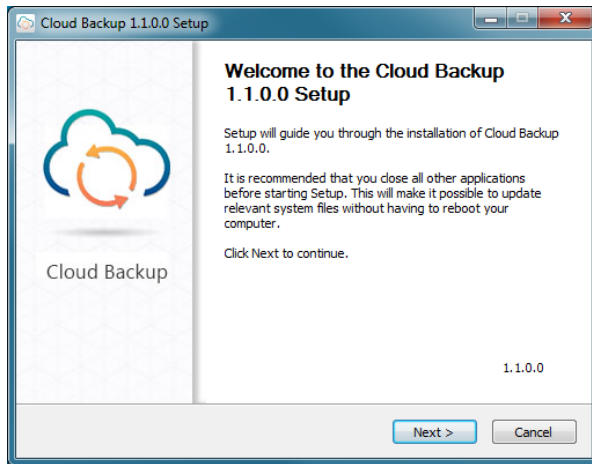 Cloud Backup 1.1.0.0 Setup
Welcome to the Cloud Backup
1.1.0.0 Setup
Setup will guide you through the installation of Cloud Backup
1.1.0.0.
It is recommended that you close all other applications
before starting Setup. This will make it possible to update
relevant system files without having to reboot your
computer.
Click Next to continue.
Cloud Backup
1.1.0.0
Next >
Cancel